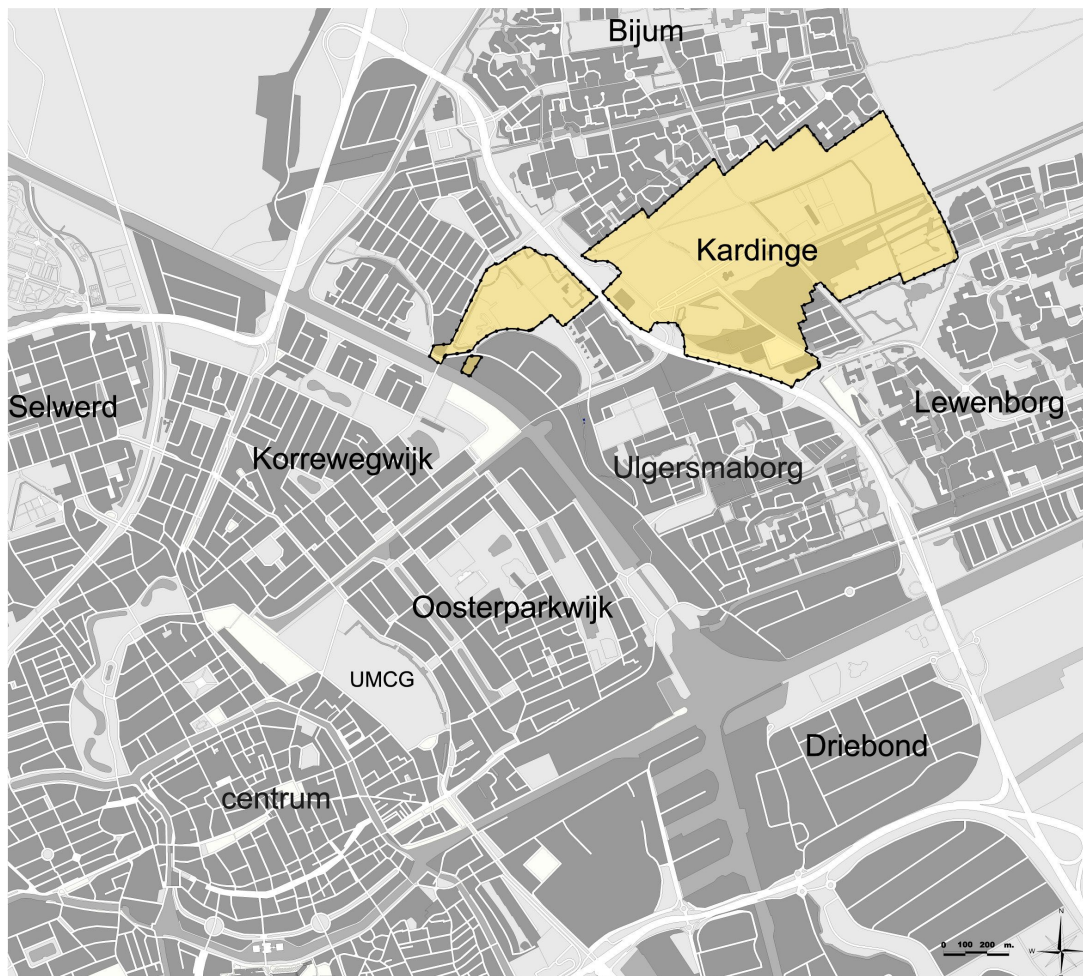 Bijum
Kardinge
Selwerd
Lewenborg
Korrewegwijk
Ulgersmaborg
Oosterparkwijk
UMCG
Driebond
centrum
N
W
0 100 200 m.